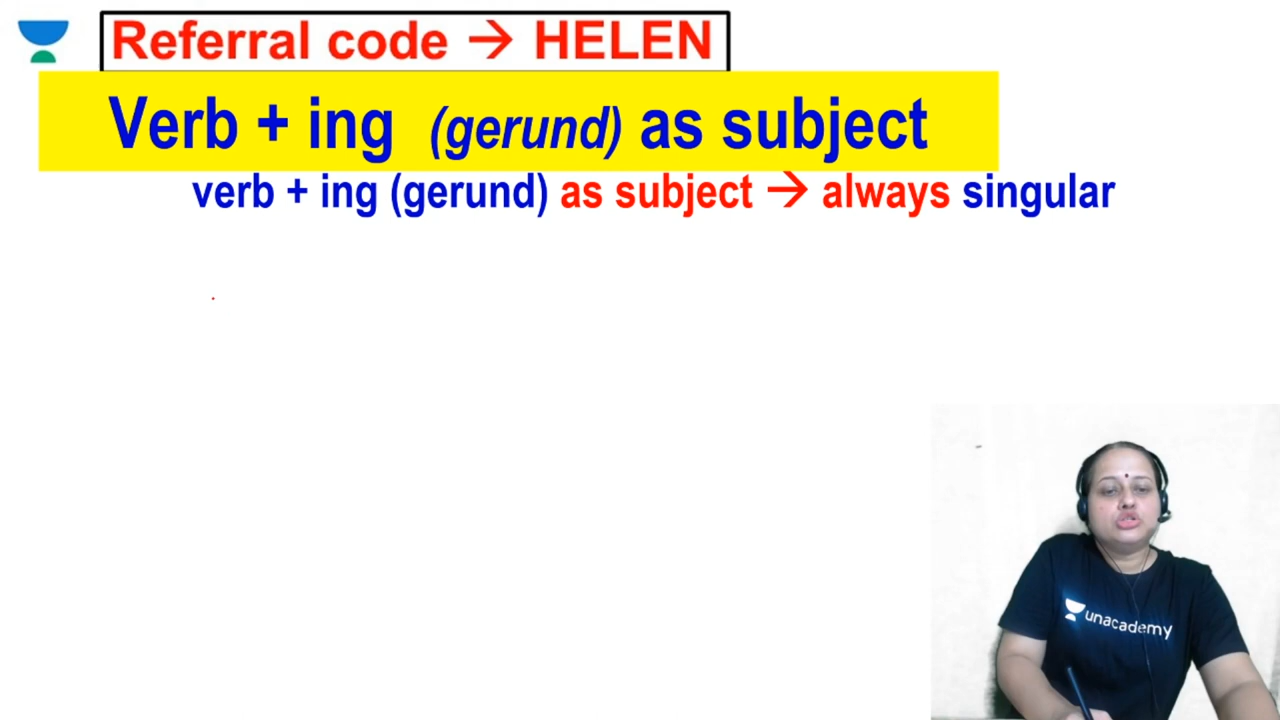 Referral code → HELEN
Verb + ing (gerund) as subject
verb + ing (gerund) as subject → always singular
unacademy